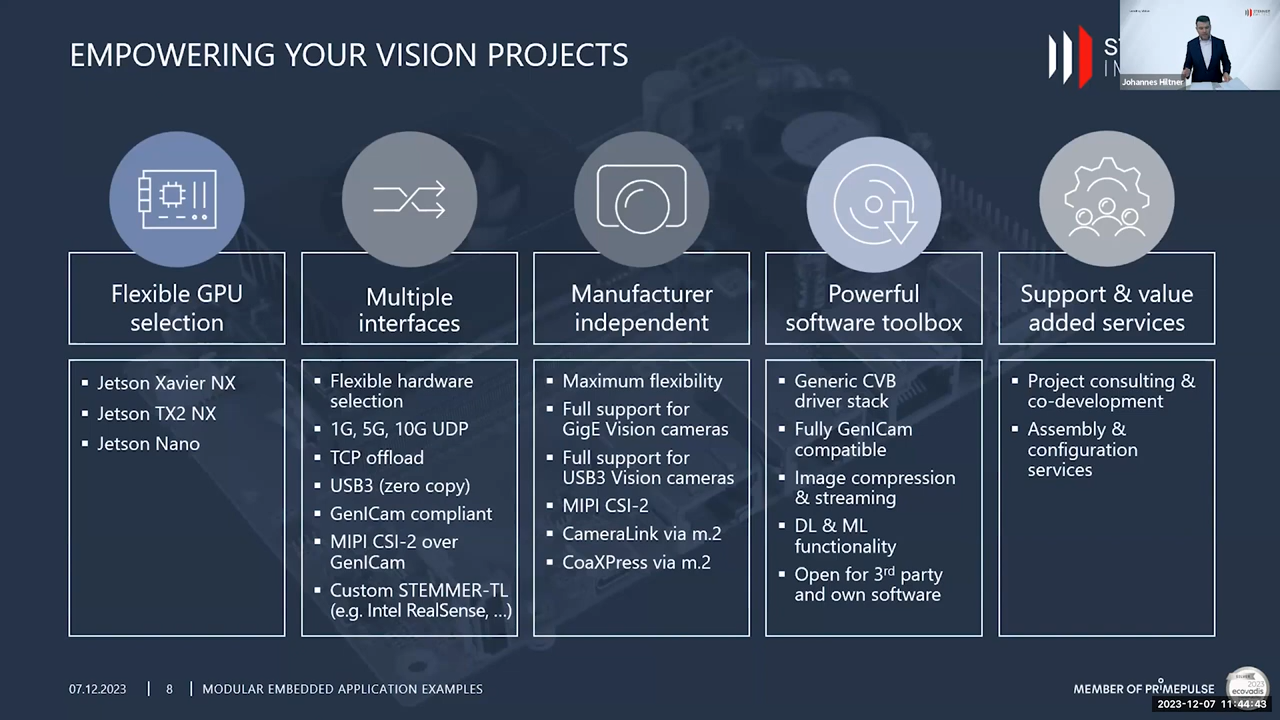 EMPOWERING YOUR VISION PROJECTS
Johannes Hiltner
Flexible GPU
selection
Jetson Xavier NX
Jetson TX2 NX
Jetson Nano
Multiple
interfaces
Flexible hardware
selection
1G, 5G, 10G UDP
TCP offload
USB3 (zero copy)
GenICam compliant
MIPI CSI-2 over
GenICam
Custom STEMMER-TL
(e.g. Intel RealSense, ...)
Manufacturer
independent
Maximum flexibility
Full support for
GigE Vision cameras
Full support for
USB3 Vision cameras
MIPI CSI-2
CameraLink via m.2
CoaXPress via m.2
Powerful
software toolbox
Generic CVB
driver stack
Fully GenICam
compatible
Image compression
& streaming
DL & ML
functionality
Open for 3rd party
and own software
Support & value
added services
Project consulting &
co-development
Assembly &
configuration
services
07.12.2023 | 8 | MODULAR EMBEDDED APPLICATION EXAMPLES
MEMBER OF PRIMEPULSE
2023
ecovadis
2023-12-07 11:44:43